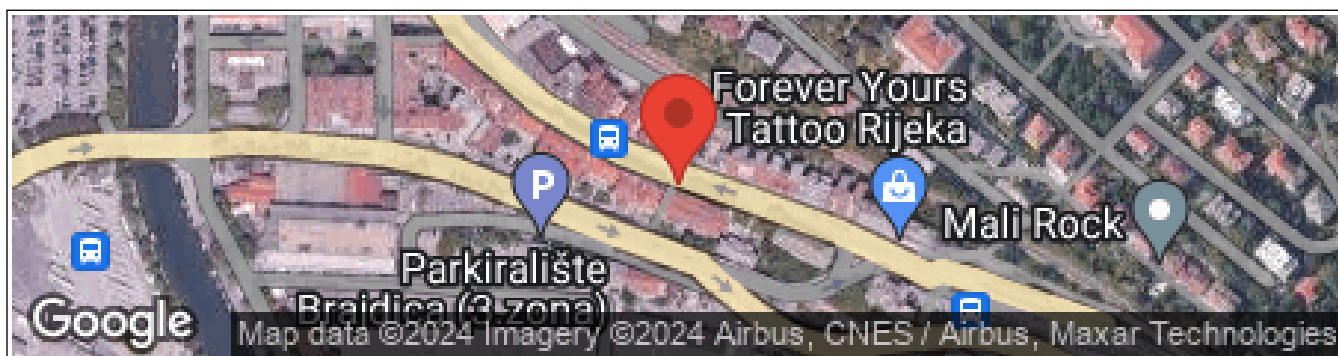 Forever Yours
Tattoo Rijeka
P
Mali Rock
Parkiralište
Brajdica (3.zona)
Google
Map data ©2024 Imagery ©2024 Airbus, CNES / Airbus, Maxar Technologies